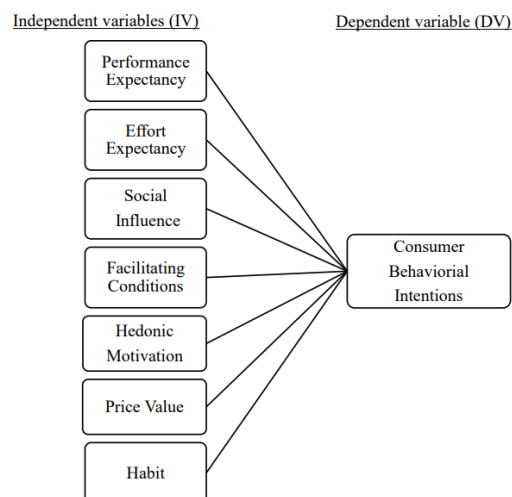 Independent variables (IV)
Dependent variable (DV)
Performance
Expectancy
Effort
Expectancy
Social
Influence
Facilitating
Conditions
Hedonic
Motivation
Price Value
Habit
Consumer
Behaviorial
Intentions